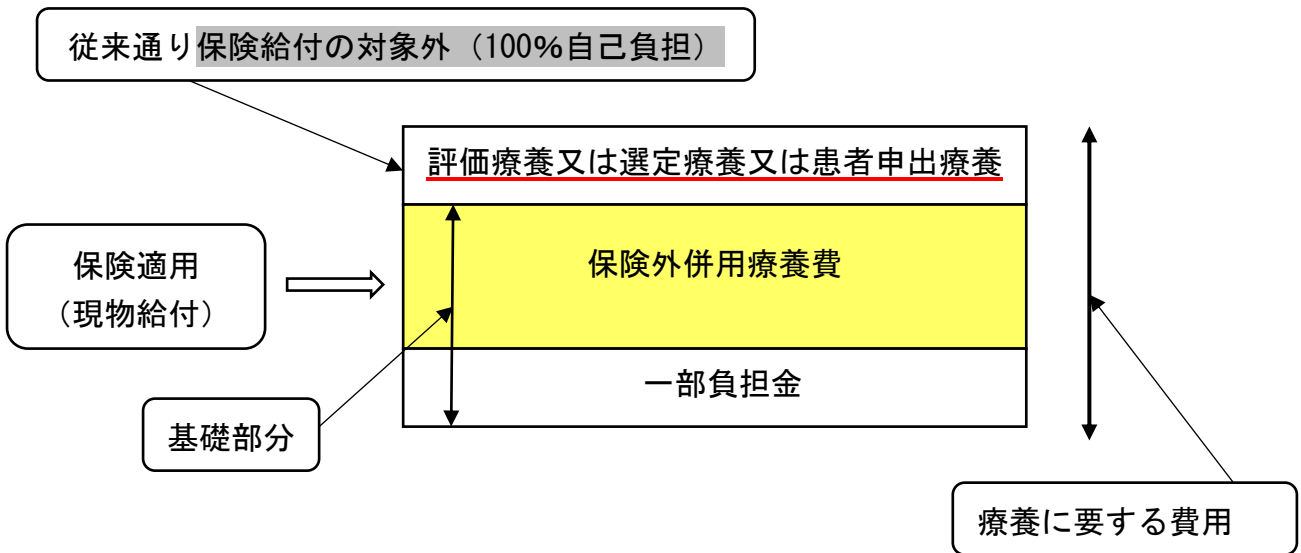 従来通り保険給付の対象外（100％自己負担）
評価療養又は選定療養又は患者申出療養
保険適用
（現物給付）
保険外併用療養費
一部負担金
基礎部分
療養に要する費用